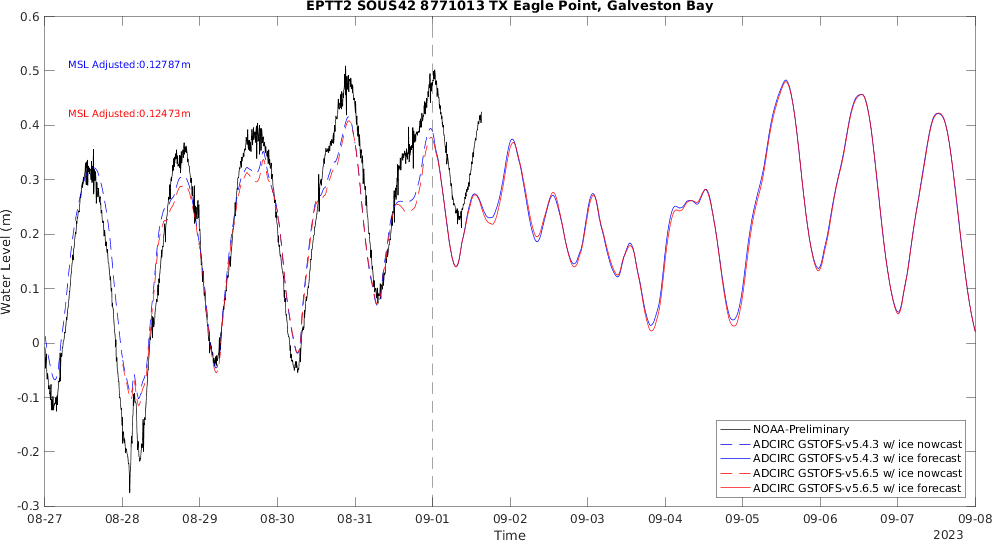 EPTT2 SOUS42 8771013 TX Eagle Point, Galveston Bay
0.6
0.5
0.4
0.3
0.2
0.1
0
-0.1
-0.2
-0.3
Water Level (m)
MSL Adjusted:0.12787m
MSL Adjusted:0.12473m
NOAA-Preliminary
ADCIRC GSTOFS-v5.4.3 w/ ice nowcast
ADCIRC GSTOFS-v5.4.3 w/ ice forecast
ADCIRC GSTOFS-v5.6.5 w/ ice nowcast
ADCIRC GSTOFS-v5.6.5 w/ ice forecast
08-27 08-28 08-29 08-30 08-31 09-01 09-02 09-03 09-04 09-05 09-06 09-07 09-08
Time
2023